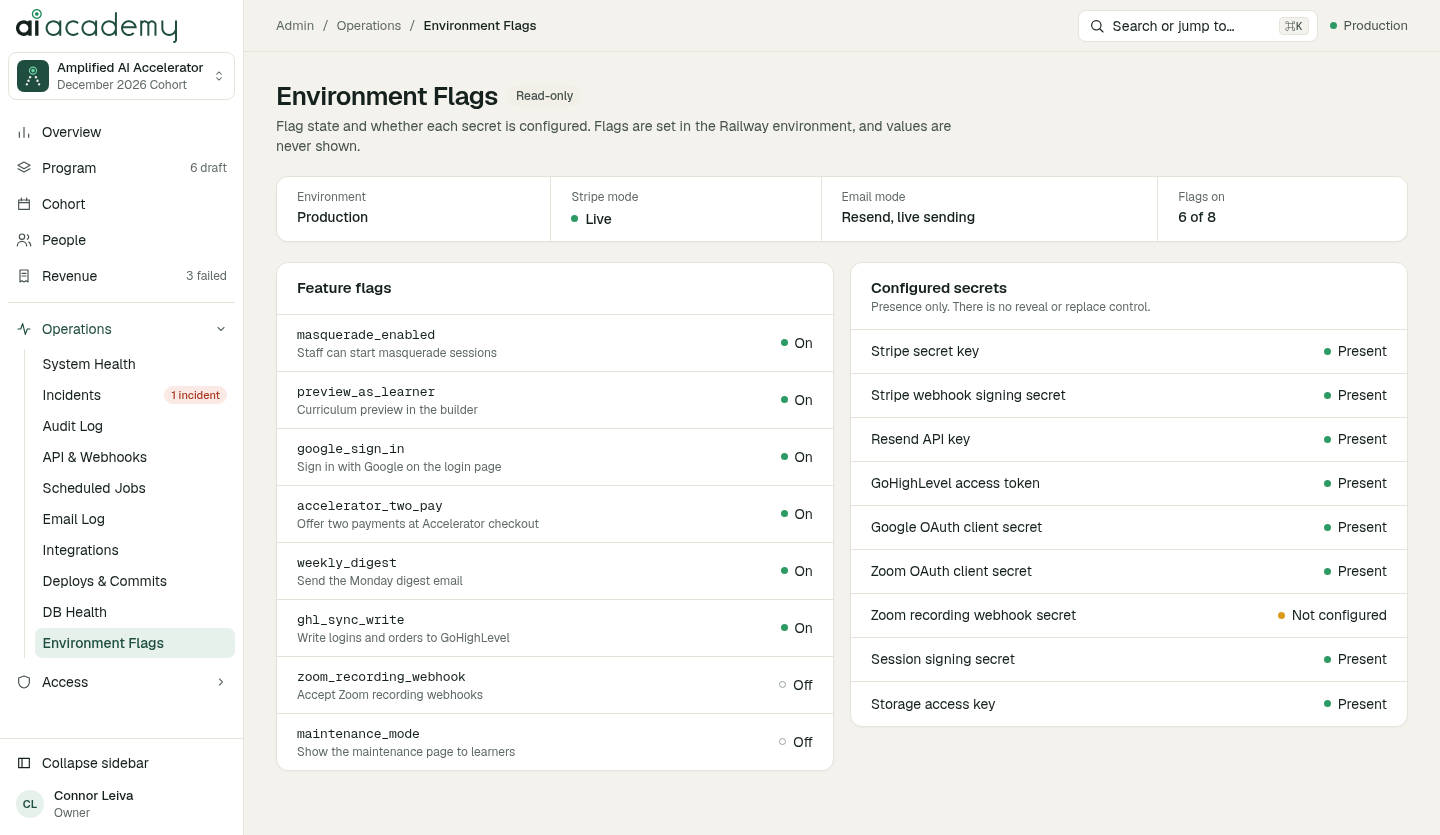 ai academy
Amplified AI Accelerator
December 2026 Cohort
Overview
Program 6 draft
Cohort
People
Revenue 3 failed
Operations
System Health
Incidents 1 incident
Audit Log
API & Webhooks
Scheduled Jobs
Email Log
Integrations
Deploys & Commits
DB Health
Environment Flags
Access
Collapse sidebar
CL
Connor Leiva
Owner
Admin / Operations / Environment Flags
Search or jump to... ⌘K
Production
Environment Flags Read-only
Flag state and whether each secret is configured. Flags are set in the Railway environment, and values are
never shown.
Environment
Production
Stripe mode
Live
Email mode
Resend, live sending
Flags on
6 of 8
Feature flags
masquerade_enabled
Staff can start masquerade sessions
On
preview_as_learner
Curriculum preview in the builder
On
google_sign_in
Sign in with Google on the login page
On
accelerator_two_pay
Offer two payments at Accelerator checkout
On
weekly_digest
Send the Monday digest email
On
ghl_sync_write
Write logins and orders to GoHighLevel
On
zoom_recording_webhook
Accept Zoom recording webhooks
Off
maintenance_mode
Show the maintenance page to learners
Off
Configured secrets
Presence only. There is no reveal or replace control.
Stripe secret key Present
Stripe webhook signing secret Present
Resend API key Present
GoHighLevel access token Present
Google OAuth client secret Present
Zoom OAuth client secret Present
Zoom recording webhook secret Not configured
Session signing secret Present
Storage access key Present